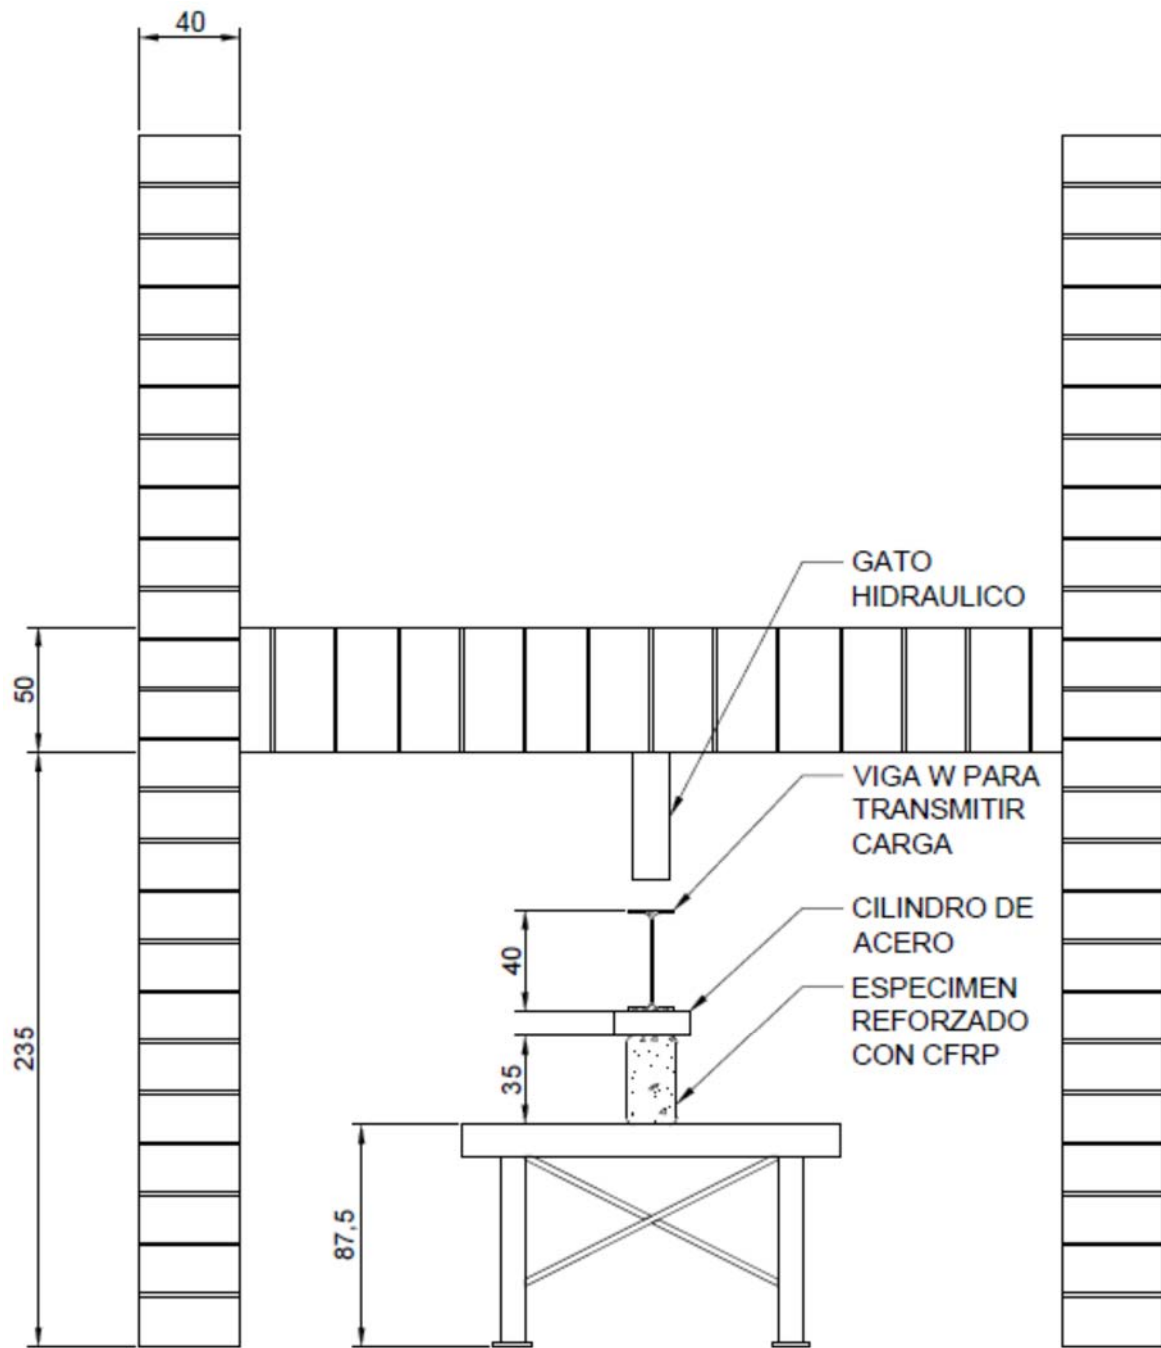 40
GATO
HIDRAULICO
50
VIGA W PARA
TRANSMITIR
CARGA
CILINDRO DE
ACERO
40
ESPECIMEN
REFORZADO
CON CFRP
235
35
87,5